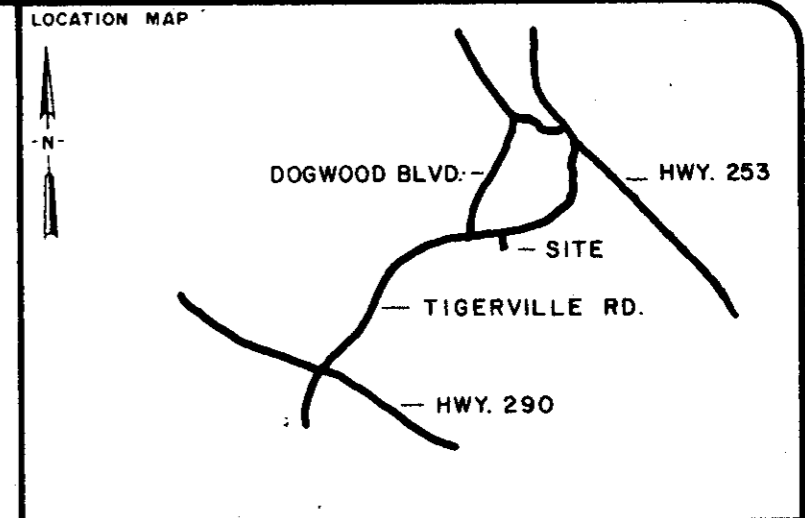 LOCATION MAP
-N-
DOGWOOD BLVD.
HWY. 253
SITE
TIGERVILLE RD.
HWY. 290